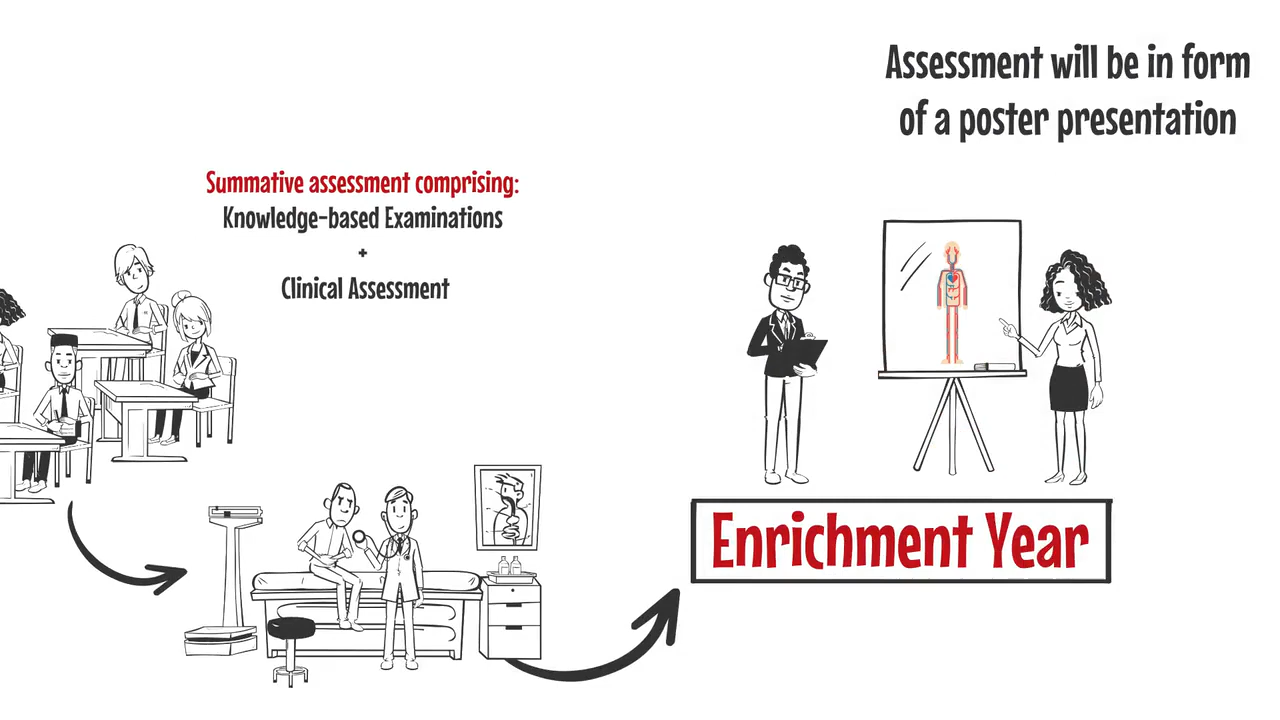 Assessment will be in form
of a poster presentation
Summative assessment comprising:
Knowledge-based Examinations
+
Clinical Assessment
Enrichment Year